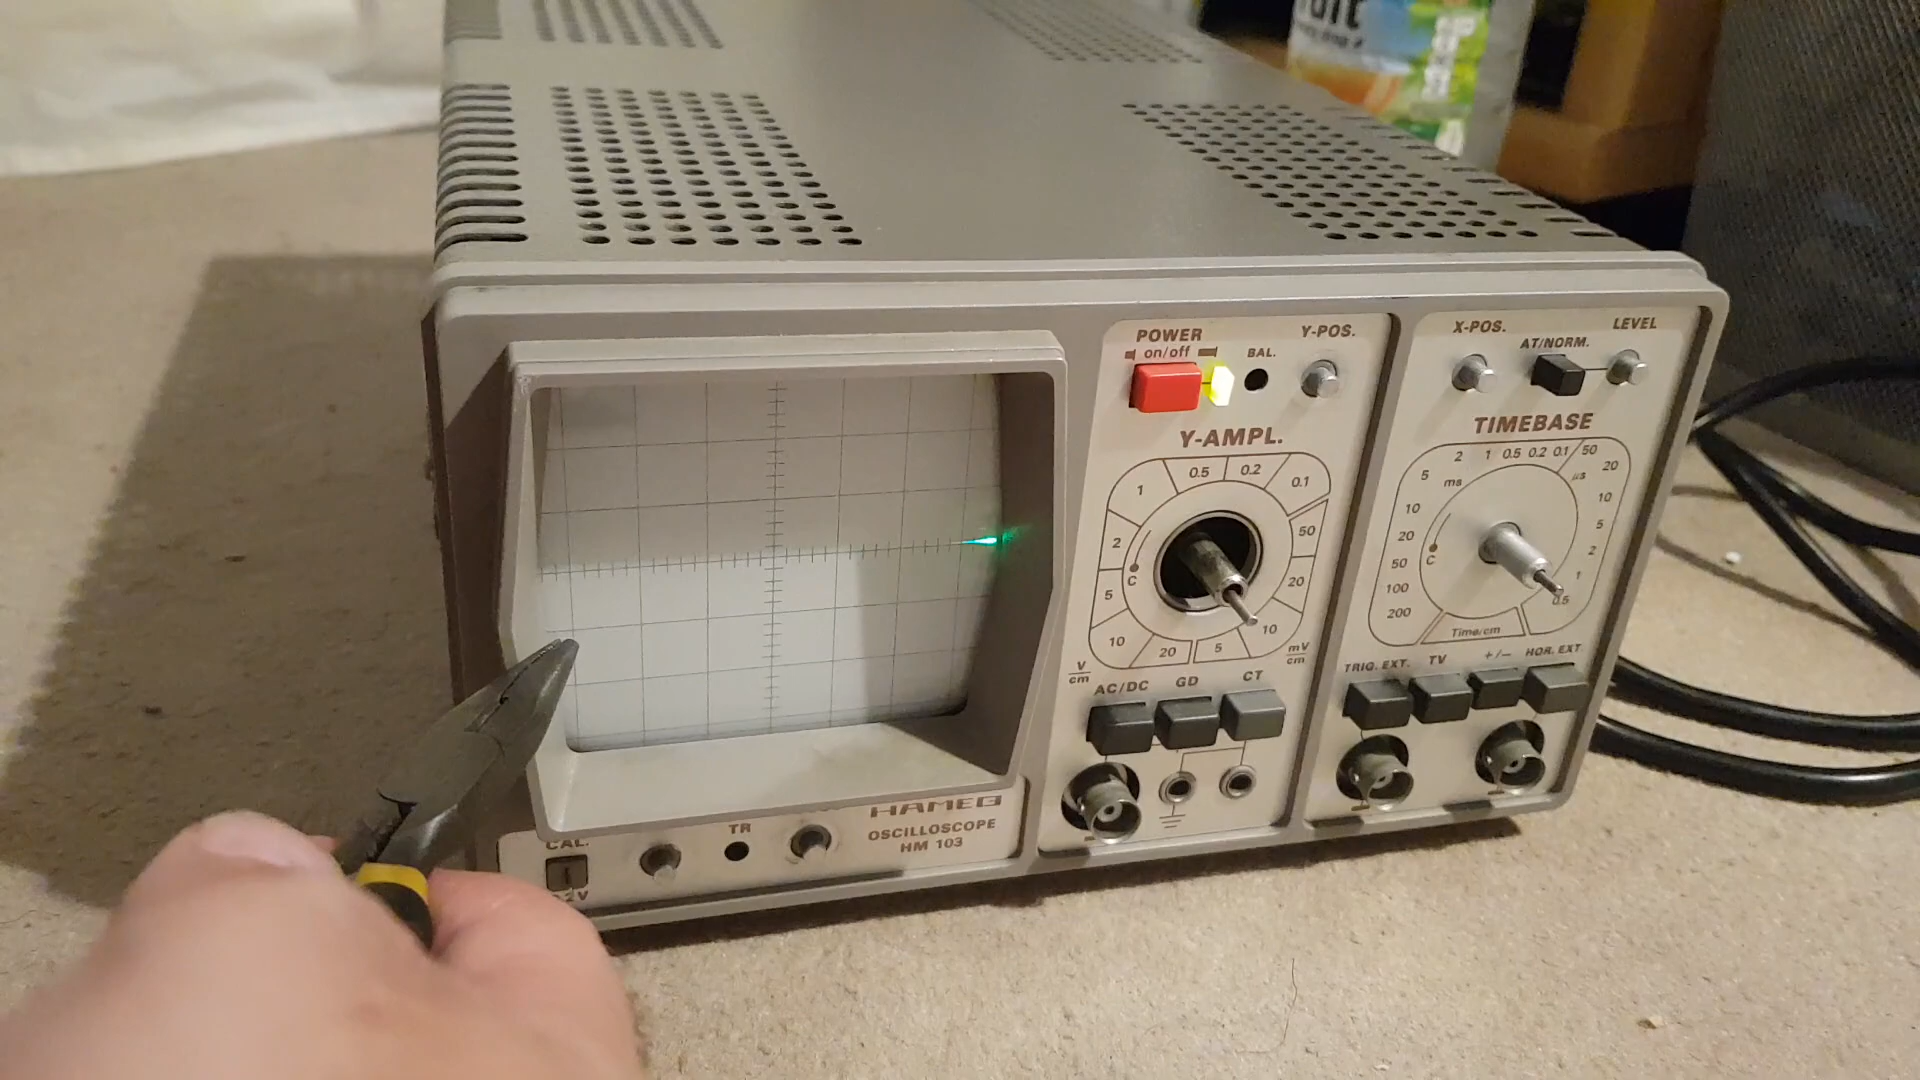 POWER
on/off
BAL.
Y-POS.
X-POS.
AT/NORM.
LEVEL
Y-AMPL.
0.5 0.2 0.1
1
2
5
10
20
5
10
20
50
C
V
cm
mV
cm
AC/DC GD CT
TIMEBASE
2 1 0.5 0.2 0.1 50
5 ms
µs 20
10
20
50
100
200
10
5
2
1
0.5
C
Time/cm
TRIG. EXT. TV +/− HOR. EXT.
HAMEG
OSCILLOSCOPE
HM 103
CAL.
TR